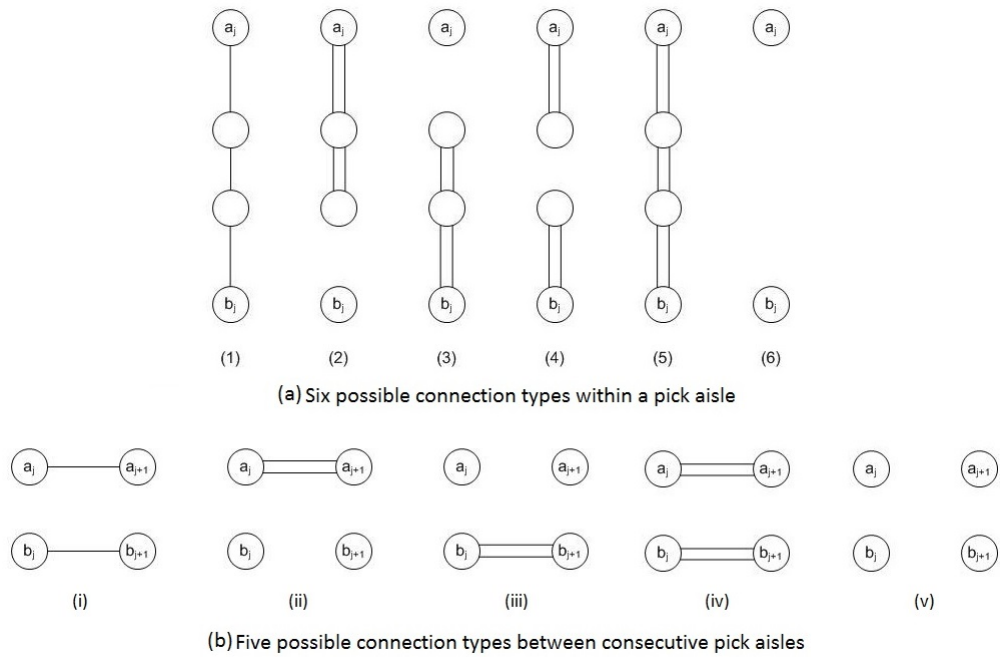 aj aj aj aj aj aj
bj bj bj bj bj bj
(1) (2) (3) (4) (5) (6)
(a) Six possible connection types within a pick aisle
aj aj+1 aj aj+1 aj aj+1 aj aj+1 aj aj+1
bj bj+1 bj bj+1 bj bj+1 bj bj+1 bj bj+1
(i) (ii) (iii) (iv) (v)
(b) Five possible connection types between consecutive pick aisles